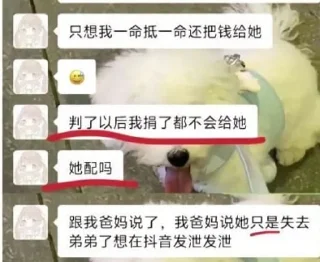 只想我一命抵一命还把钱给她
判了以后我捐了都不会给她
她配吗
跟我爸妈说了，我爸妈说她只是失去
弟弟了想在抖音发泄发泄